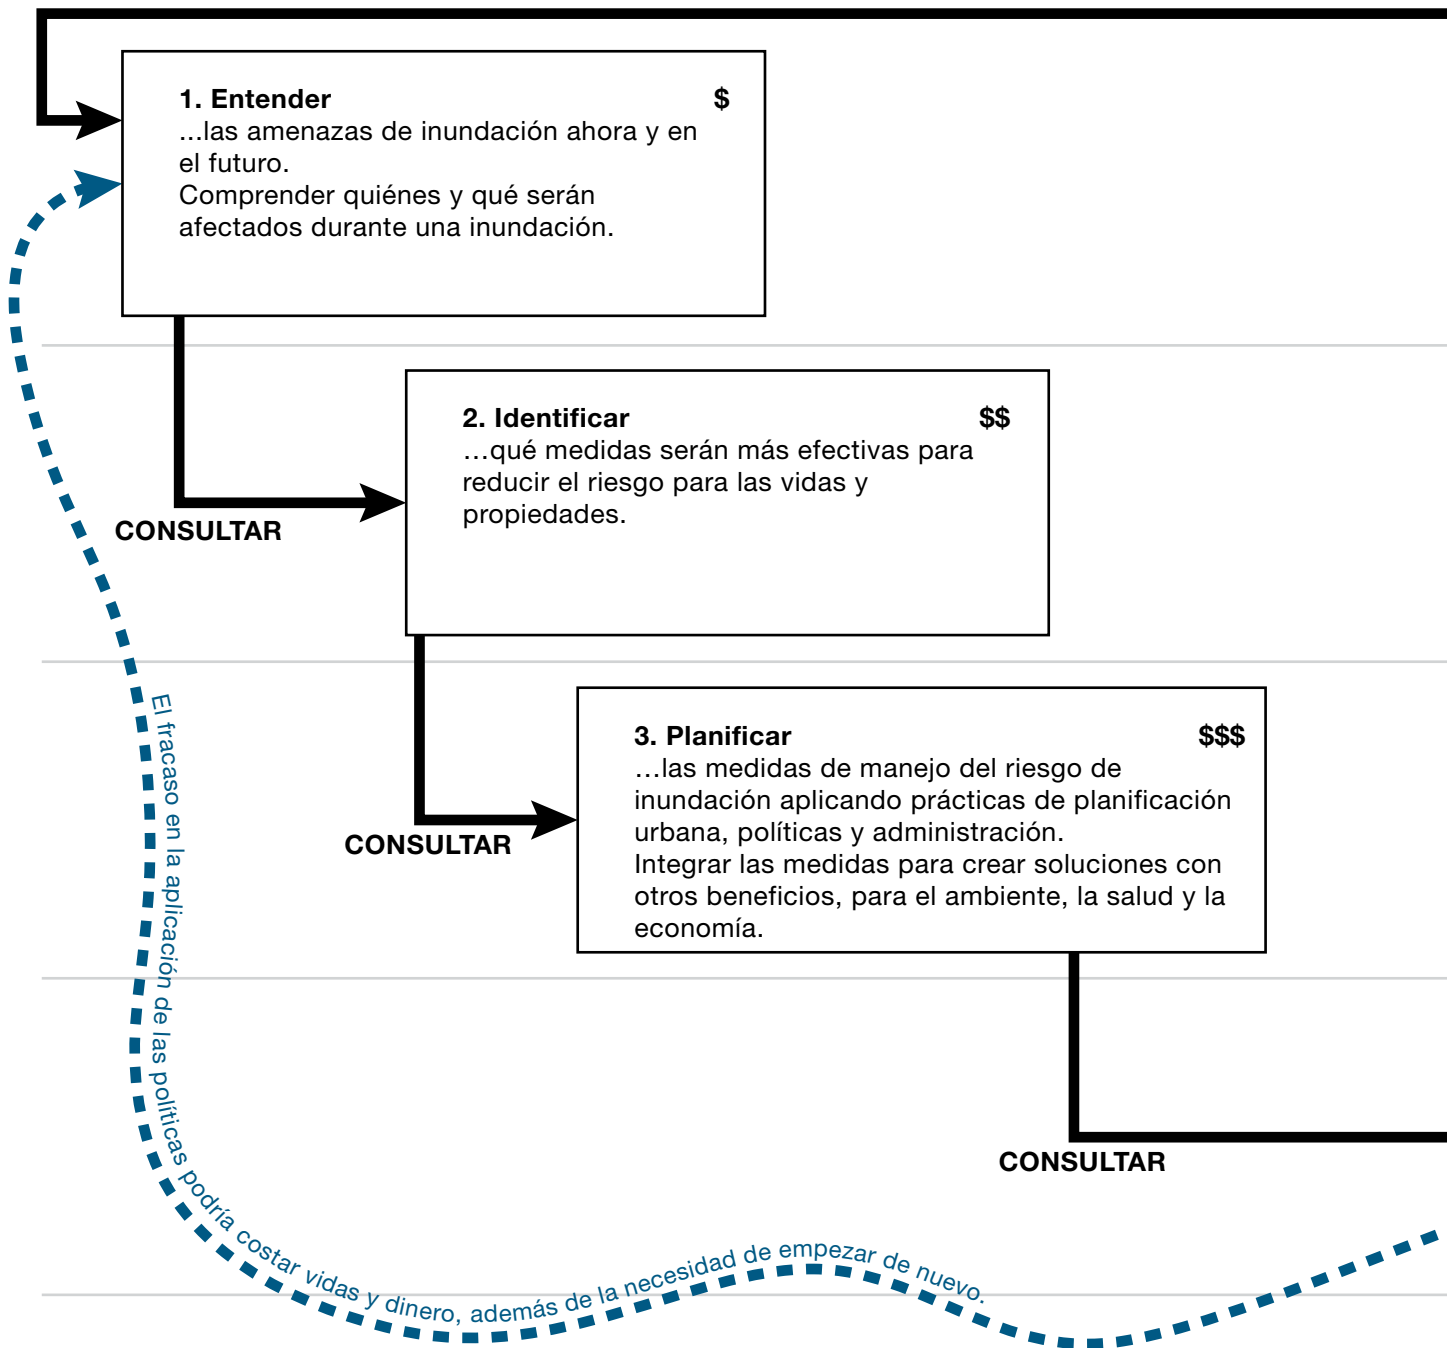 1. Entender $
...las amenazas de inundación ahora y en
el futuro.
Comprender quiénes y qué serán
afectados durante una inundación.
CONSULTAR
2. Identificar $$
...qué medidas serán más efectivas para
reducir el riesgo para las vidas y
propiedades.
CONSULTAR
3. Planificar $$$
...las medidas de manejo del riesgo de
inundación aplicando prácticas de planificación
urbana, políticas y administración.
Integrar las medidas para crear soluciones con
otros beneficios, para el ambiente, la salud y la
economía.
CONSULTAR
El fracaso en la aplicación de las políticas podría costar vidas y dinero, además de la necesidad de empezar de nuevo.